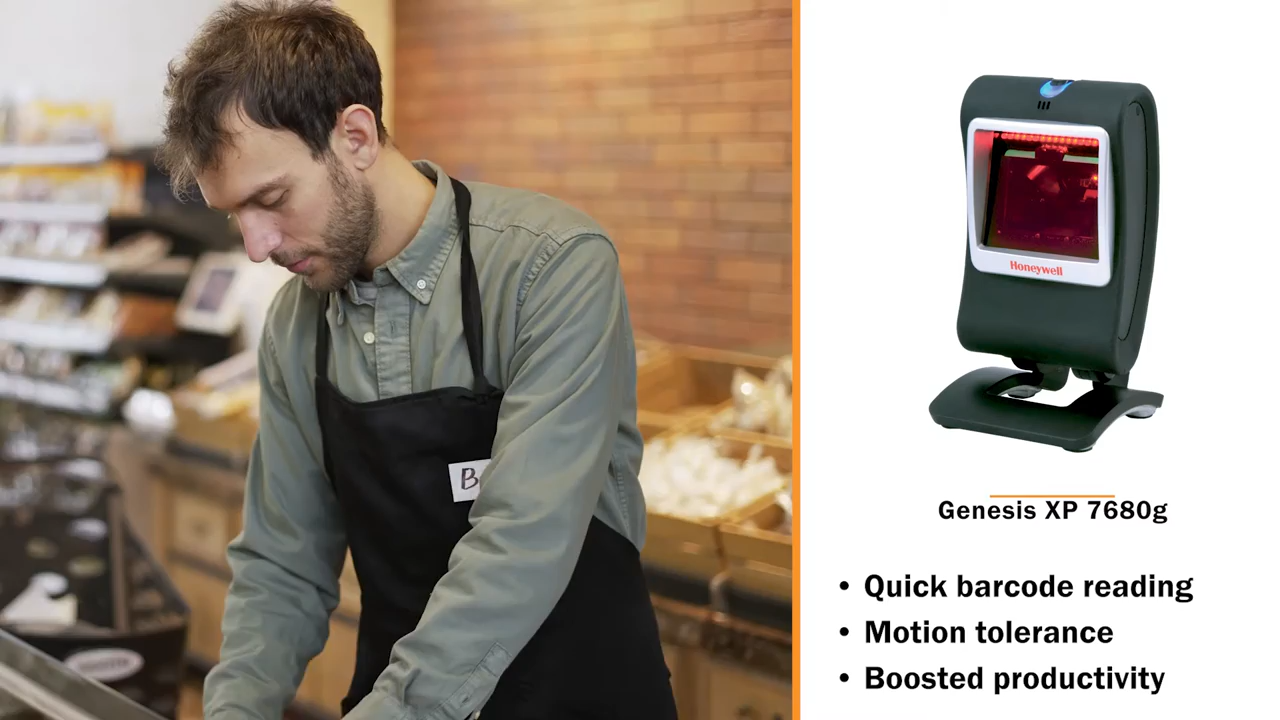 B
Honeywell
Genesis XP 7680g
• Quick barcode reading
• Motion tolerance
• Boosted productivity